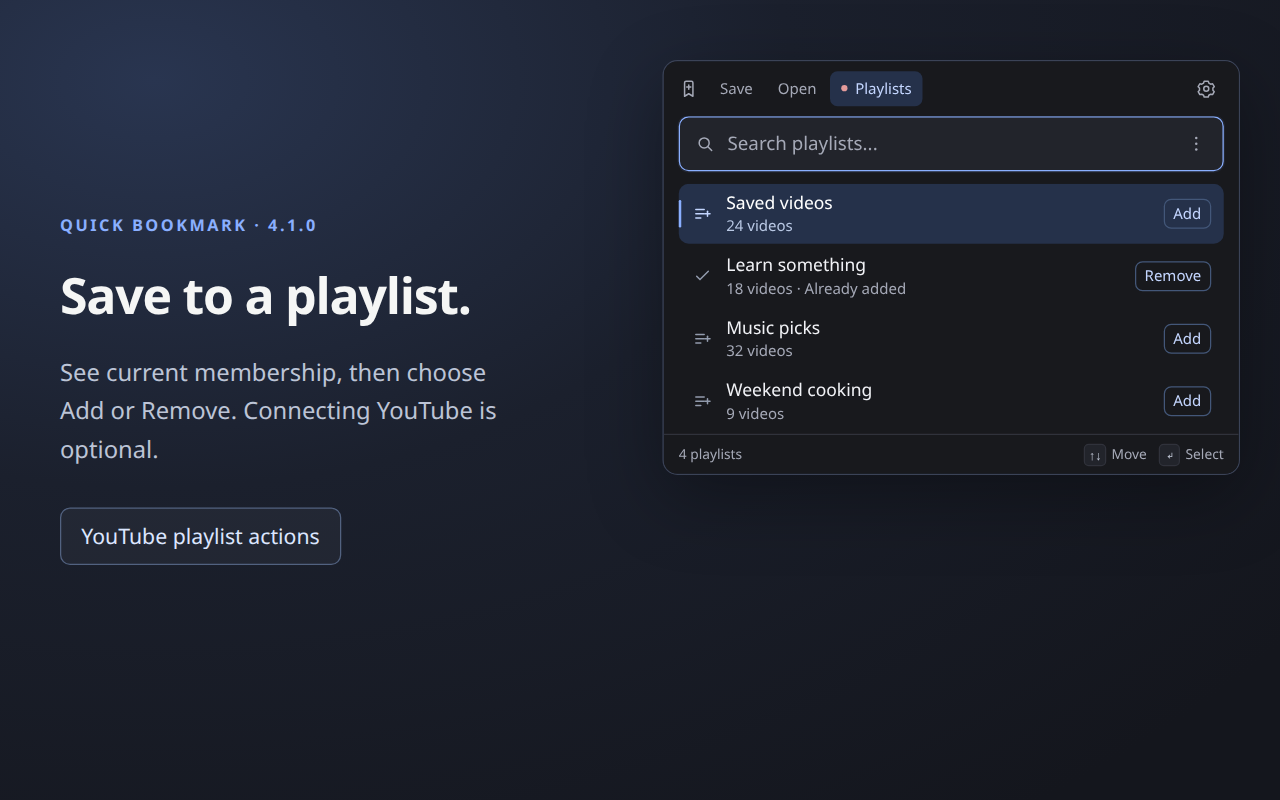 QUICK BOOKMARK · 4.1.0
Save to a playlist.
See current membership, then choose
Add or Remove. Connecting YouTube is
optional.
YouTube playlist actions
Save Open Playlists
Search playlists...
Saved videos
24 videos
Add
Learn something
18 videos · Already added
Remove
Music picks
32 videos
Add
Weekend cooking
9 videos
Add
4 playlists
↑↓ Move ↲ Select